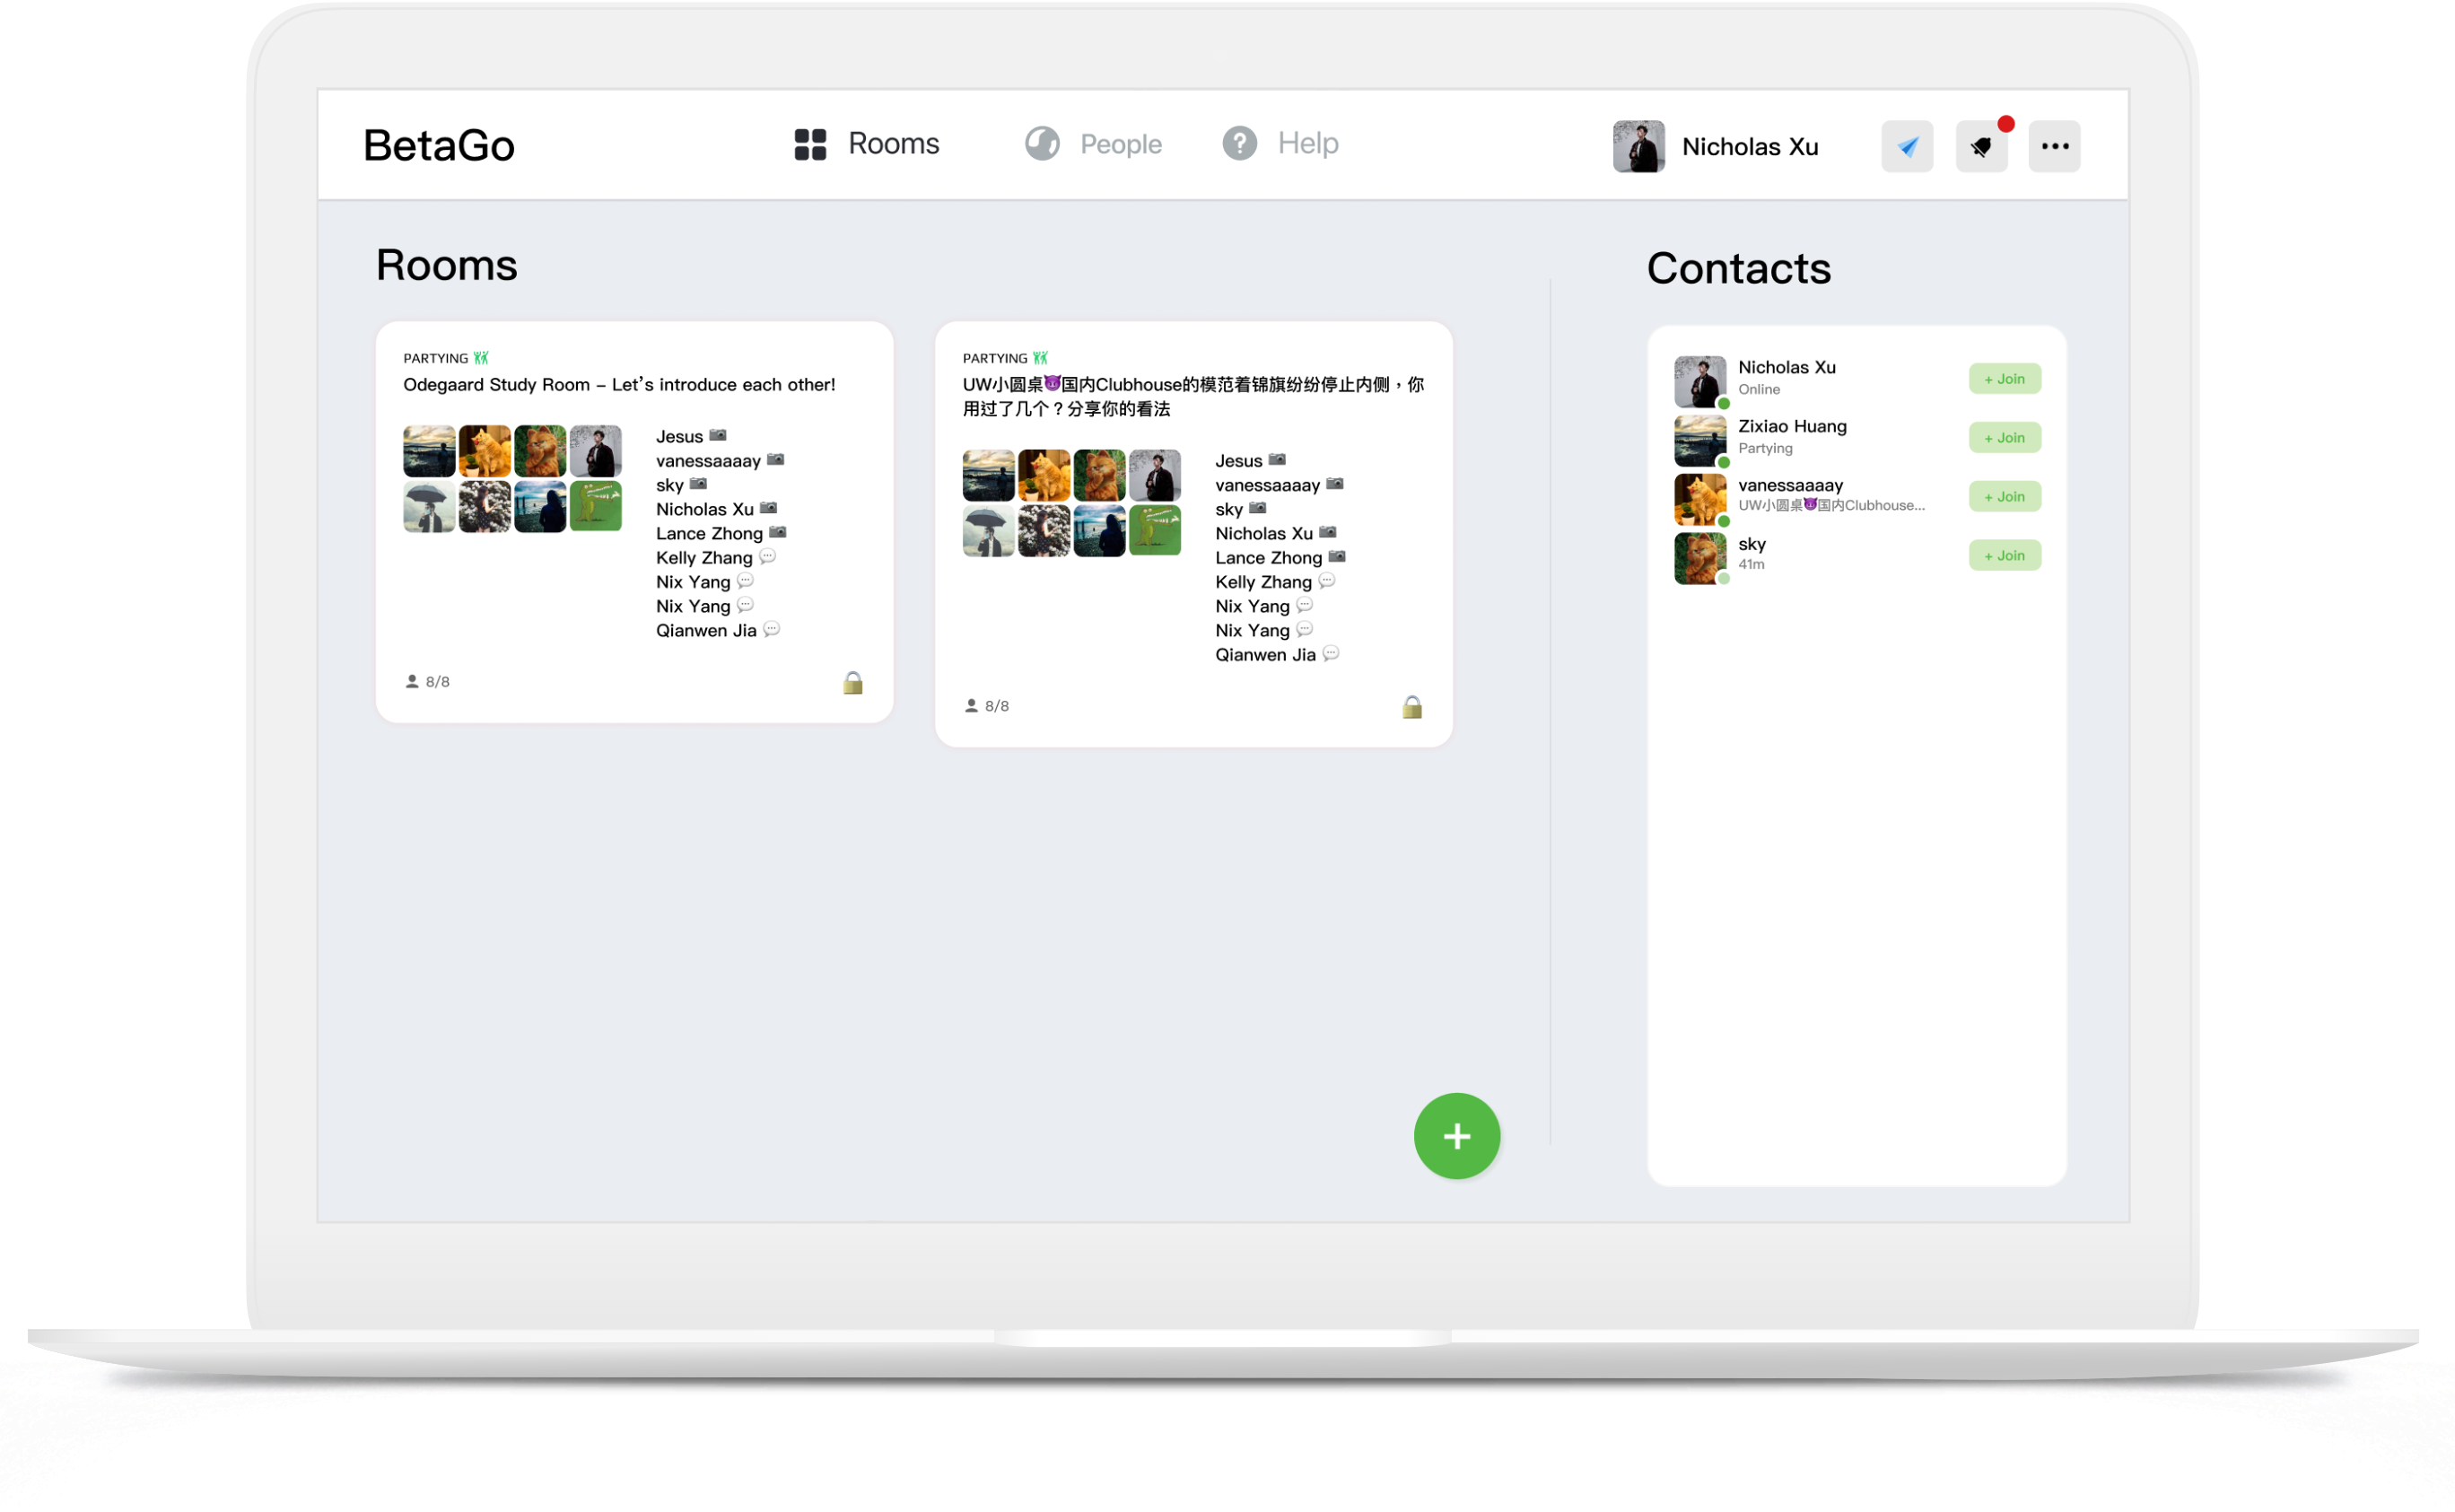 BetaGo
Rooms
People
Help
Nicholas Xu
Rooms
PARTYING
Odegaard Study Room – Let's introduce each other!
Jesus
vanessaaaay
sky
Nicholas Xu
Lance Zhong
Kelly Zhang
Nix Yang
Nix Yang
Qianwen Jia
8/8
PARTYING
UW小圆桌😈国内Clubhouse的模范着锦旗纷纷停止内侧，你
用过了几个？分享你的看法
Jesus
vanessaaaay
sky
Nicholas Xu
Lance Zhong
Kelly Zhang
Nix Yang
Nix Yang
Qianwen Jia
8/8
Contacts
Nicholas Xu
Online
+ Join
Zixiao Huang
Partying
+ Join
vanessaaaay
UW小圆桌😈国内Clubhouse...
+ Join
sky
41m
+ Join